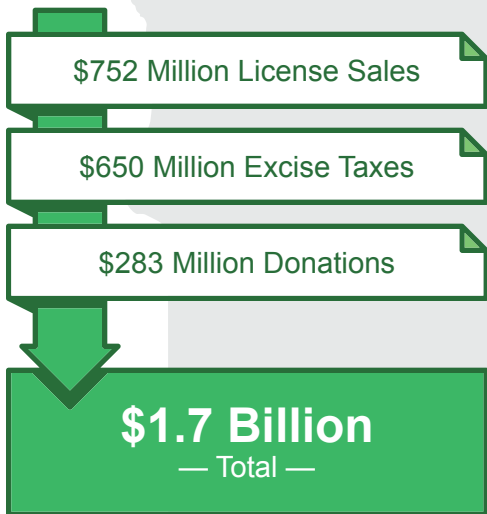 $752 Million License Sales
$650 Million Excise Taxes
$283 Million Donations
$1.7 Billion
— Total —